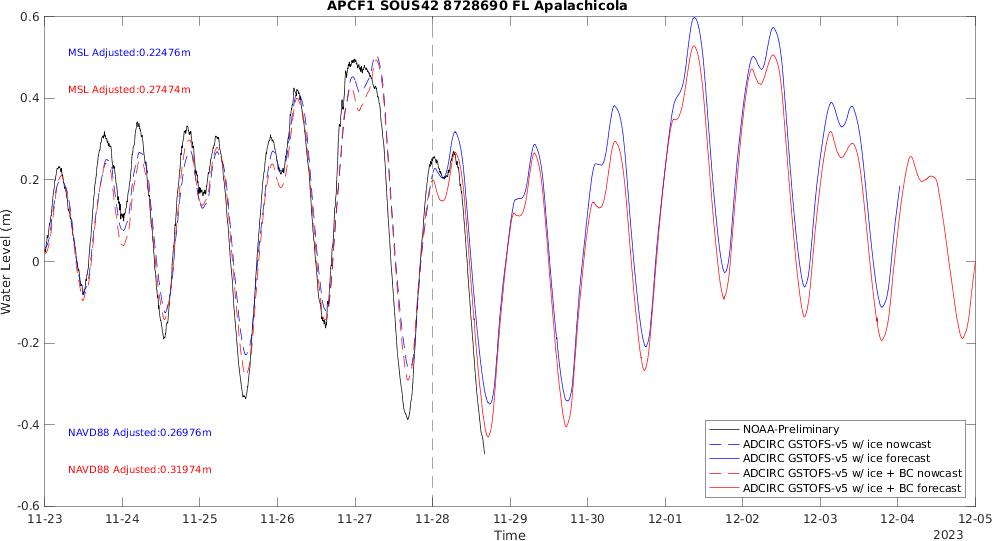 APCF1 SOUS42 8728690 FL Apalachicola
0.6
MSL Adjusted:0.22476m
MSL Adjusted:0.27474m
0.4
0.2
0
-0.2
-0.4
-0.6
Water Level (m)
NAVD88 Adjusted:0.26976m
NAVD88 Adjusted:0.31974m
NOAA-Preliminary
ADCIRC GSTOFS-v5 w/ ice nowcast
ADCIRC GSTOFS-v5 w/ ice forecast
ADCIRC GSTOFS-v5 w/ ice + BC nowcast
ADCIRC GSTOFS-v5 w/ ice + BC forecast
11-23 11-24 11-25 11-26 11-27 11-28 11-29 11-30 12-01 12-02 12-03 12-04 12-05
Time
2023